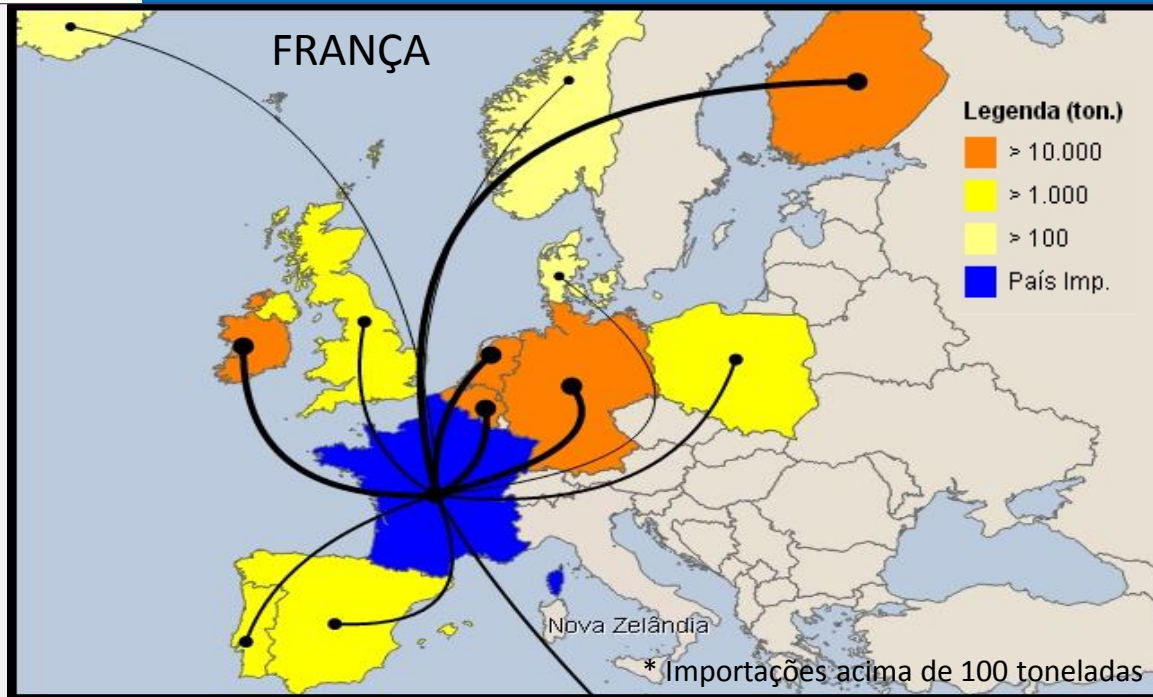 FRANÇA
Legenda (ton.)
> 10.000
> 1.000
> 100
País Imp.
Nova Zelândia
* Importações acima de 100 toneladas